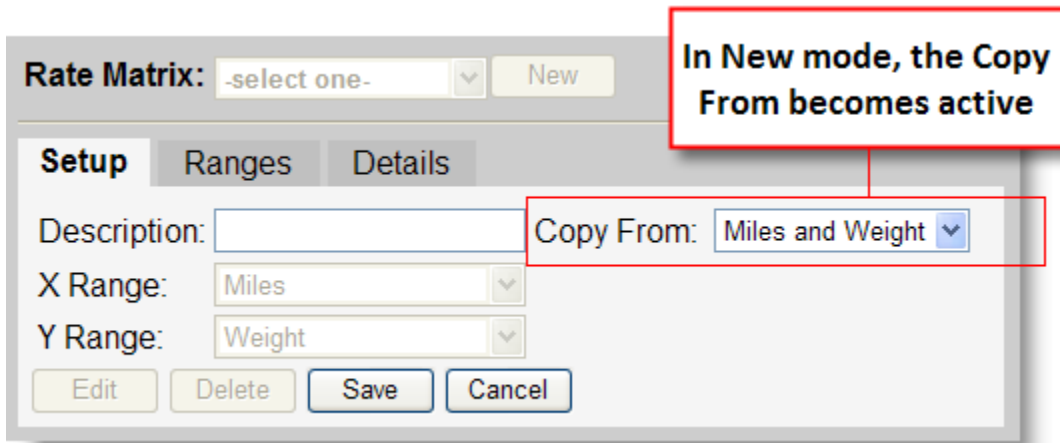 In New mode, the Copy
From becomes active
Rate Matrix: -select one- New
Setup Ranges Details
Description: Copy From: Miles and Weight
X Range: Miles
Y Range: Weight
Edit Delete Save Cancel